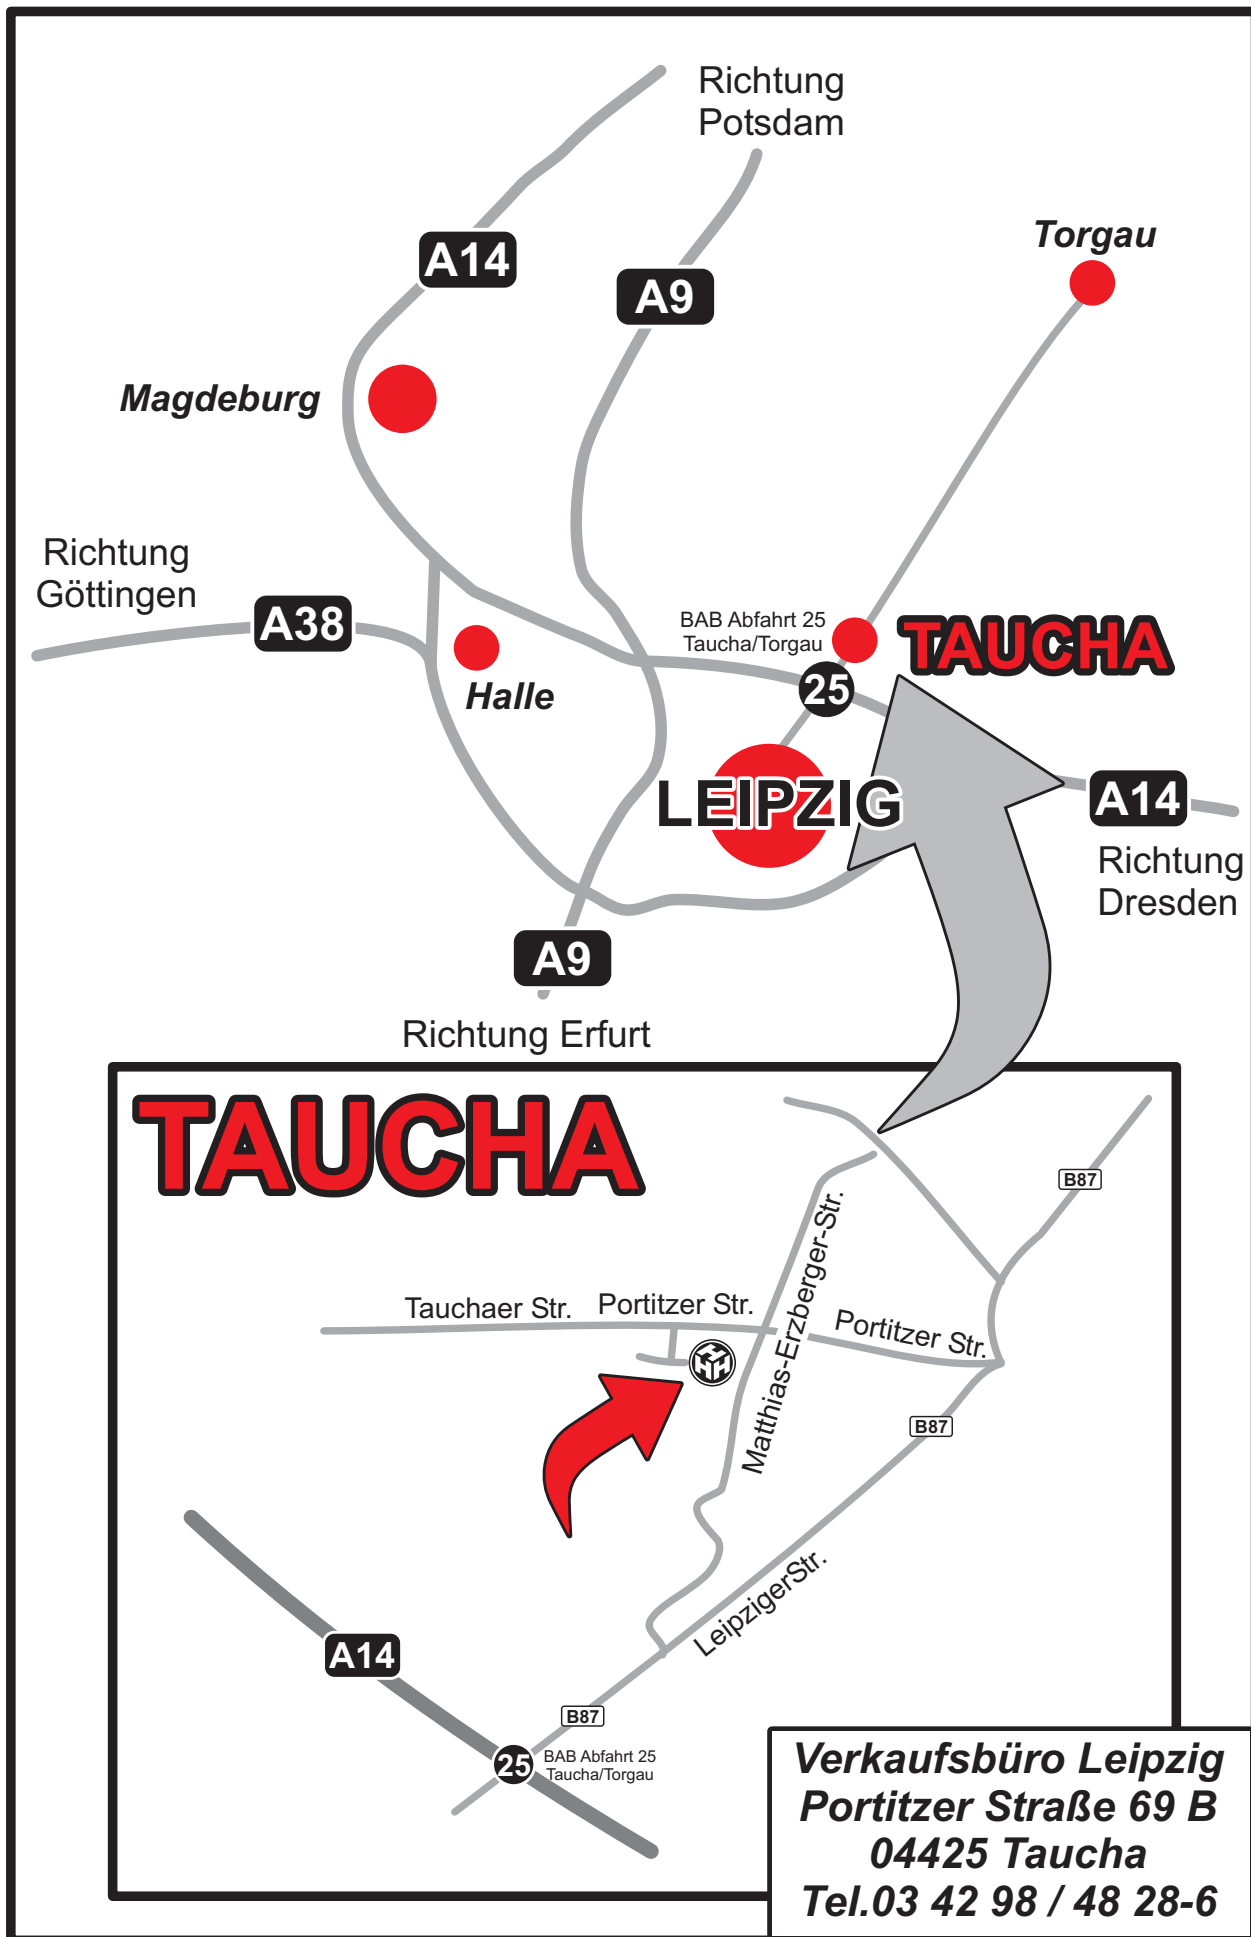 Richtung
Potsdam
A14
A9
Torgau
Magdeburg
Richtung
Göttingen
A38
BAB Abfahrt 25
Taucha/Torgau
TAUCHA
Halle
25
LEIPZIG
A14
Richtung
Dresden
A9
Richtung Erfurt
TAUCHA
B87
Matthias-Erzberger-Str.
Tauchaer Str.
Portitzer Str.
Portitzer Str.
HHH
B87
LeipzigerStr.
A14
B87
25
BAB Abfahrt 25
Taucha/Torgau
Verkaufsbüro Leipzig
Portitzer Straße 69 B
04425 Taucha
Tel.03 42 98 / 48 28-6